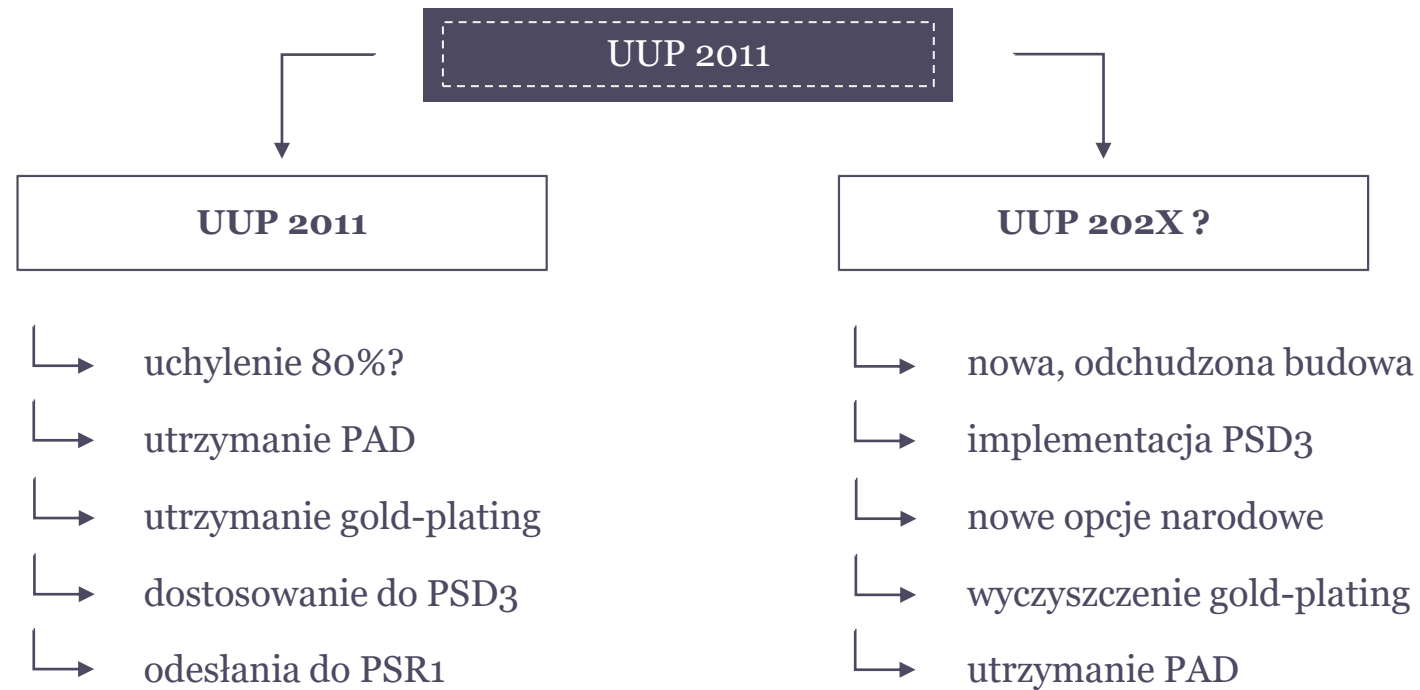 UUP 2011
UUP 2011
uchylenie 80%?
utrzymanie PAD
utrzymanie gold-plating
dostosowanie do PSD3
odesłania do PSR1
UUP 202X ?
nowa, odchudzona budowa
implementacja PSD3
nowe opcje narodowe
wyczyszczenie gold-plating
utrzymanie PAD